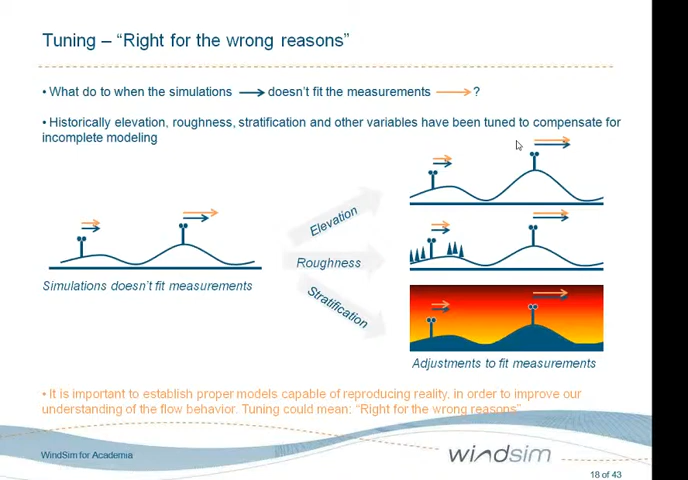 Tuning – “Right for the wrong reasons”
• What do to when the simulations doesn’t fit the measurements ?
• Historically elevation, roughness, stratification and other variables have been tuned to compensate for
incomplete modeling
Elevation
Roughness
Stratification
Simulations doesn’t fit measurements
Adjustments to fit measurements
• It is important to establish proper models capable of reproducing reality, in order to improve our
understanding of the flow behavior. Tuning could mean: “Right for the wrong reasons”
WindSim for Academia
windsim
18 of 43